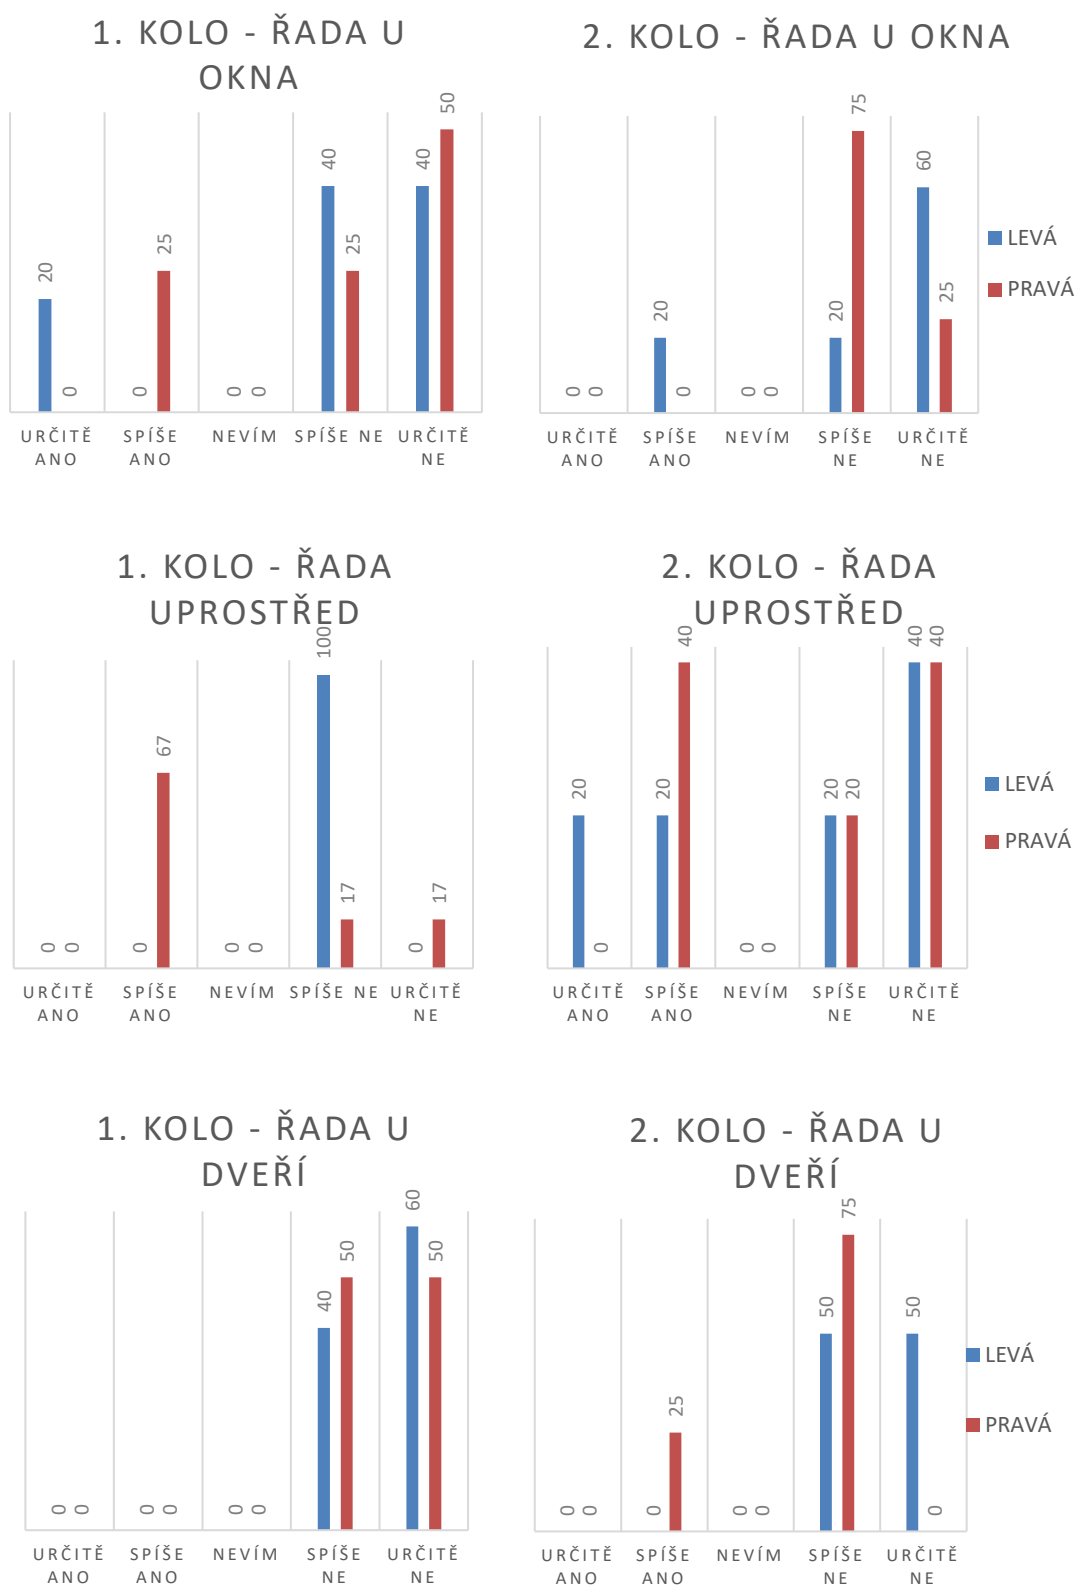 1. KOLO - ŘADA U
OKNA
20
0
0
25
0
0
40
25
40
50
URČITĚ
ANO
SPÍŠE
ANO
NEVÍM
SPÍŠE NE
URČITĚ
NE
2. KOLO - ŘADA U OKNA
0
0
20
0
0
0
20
75
60
25
URČITĚ
ANO
SPÍŠE
ANO
NEVÍM
SPÍŠE
NE
URČITĚ
NE
LEVÁ
PRAVÁ
1. KOLO - ŘADA
UPROSTŘED
0
0
0
67
0
0
100
17
0
17
URČITĚ
ANO
SPÍŠE
ANO
NEVÍM
SPÍŠE NE
URČITĚ
NE
2. KOLO - ŘADA
UPROSTŘED
20
0
20
40
0
0
20
20
40
40
URČITĚ
ANO
SPÍŠE
ANO
NEVÍM
SPÍŠE
NE
URČITĚ
NE
LEVÁ
PRAVÁ
1. KOLO - ŘADA U
DVEŘÍ
0
0
0
0
0
0
40
50
60
50
URČITĚ
ANO
SPÍŠE
ANO
NEVÍM
SPÍŠE
NE
URČITĚ
NE
2. KOLO - ŘADA U
DVEŘÍ
0
0
0
25
0
0
50
75
50
0
URČITĚ
ANO
SPÍŠE
ANO
NEVÍM
SPÍŠE
NE
URČITĚ
NE
LEVÁ
PRAVÁ